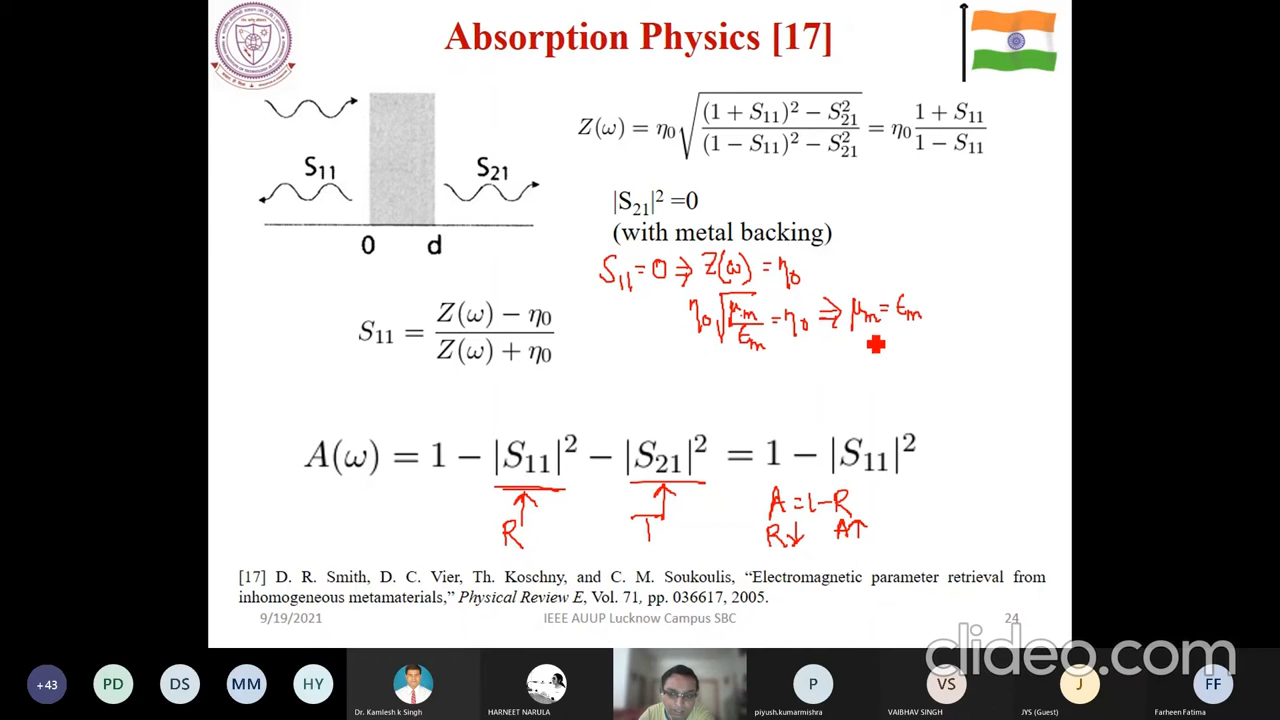 Absorption Physics [17]
Z(ω) = η₀ √((1 + S₁₁)² − S₂₁² / (1 − S₁₁)² − S₂₁²) = η₀ (1 + S₁₁) / (1 − S₁₁)
S₁₁
S₂₁
0 d
|S₂₁|² =0
(with metal backing)
S₁₁ = 0 ⇒ Z(ω) = η₀
η₀ √(μₘ/ϵₘ) = η₀ ⇒ μₘ = ϵₘ
S₁₁ = (Z(ω) − η₀) / (Z(ω) + η₀)
A(ω) = 1 − |S₁₁|² − |S₂₁|² = 1 − |S₁₁|²
R T A = 1 − R
R↓ A↑
[17] D. R. Smith, D. C. Vier, Th. Koschny, and C. M. Soukoulis, “Electromagnetic parameter retrieval from
inhomogeneous metamaterials,” Physical Review E, Vol. 71, pp. 036617, 2005.
9/19/2021 IEEE AUUP Lucknow Campus SBC 24
clideo.com
+43 PD DS MM HY P VS J FF
Dr. Kamlesh k Singh HARNEET NARULA piyush.kumarmishra VAIBHAV SINGH JYS (Guest) Farheen Fatima